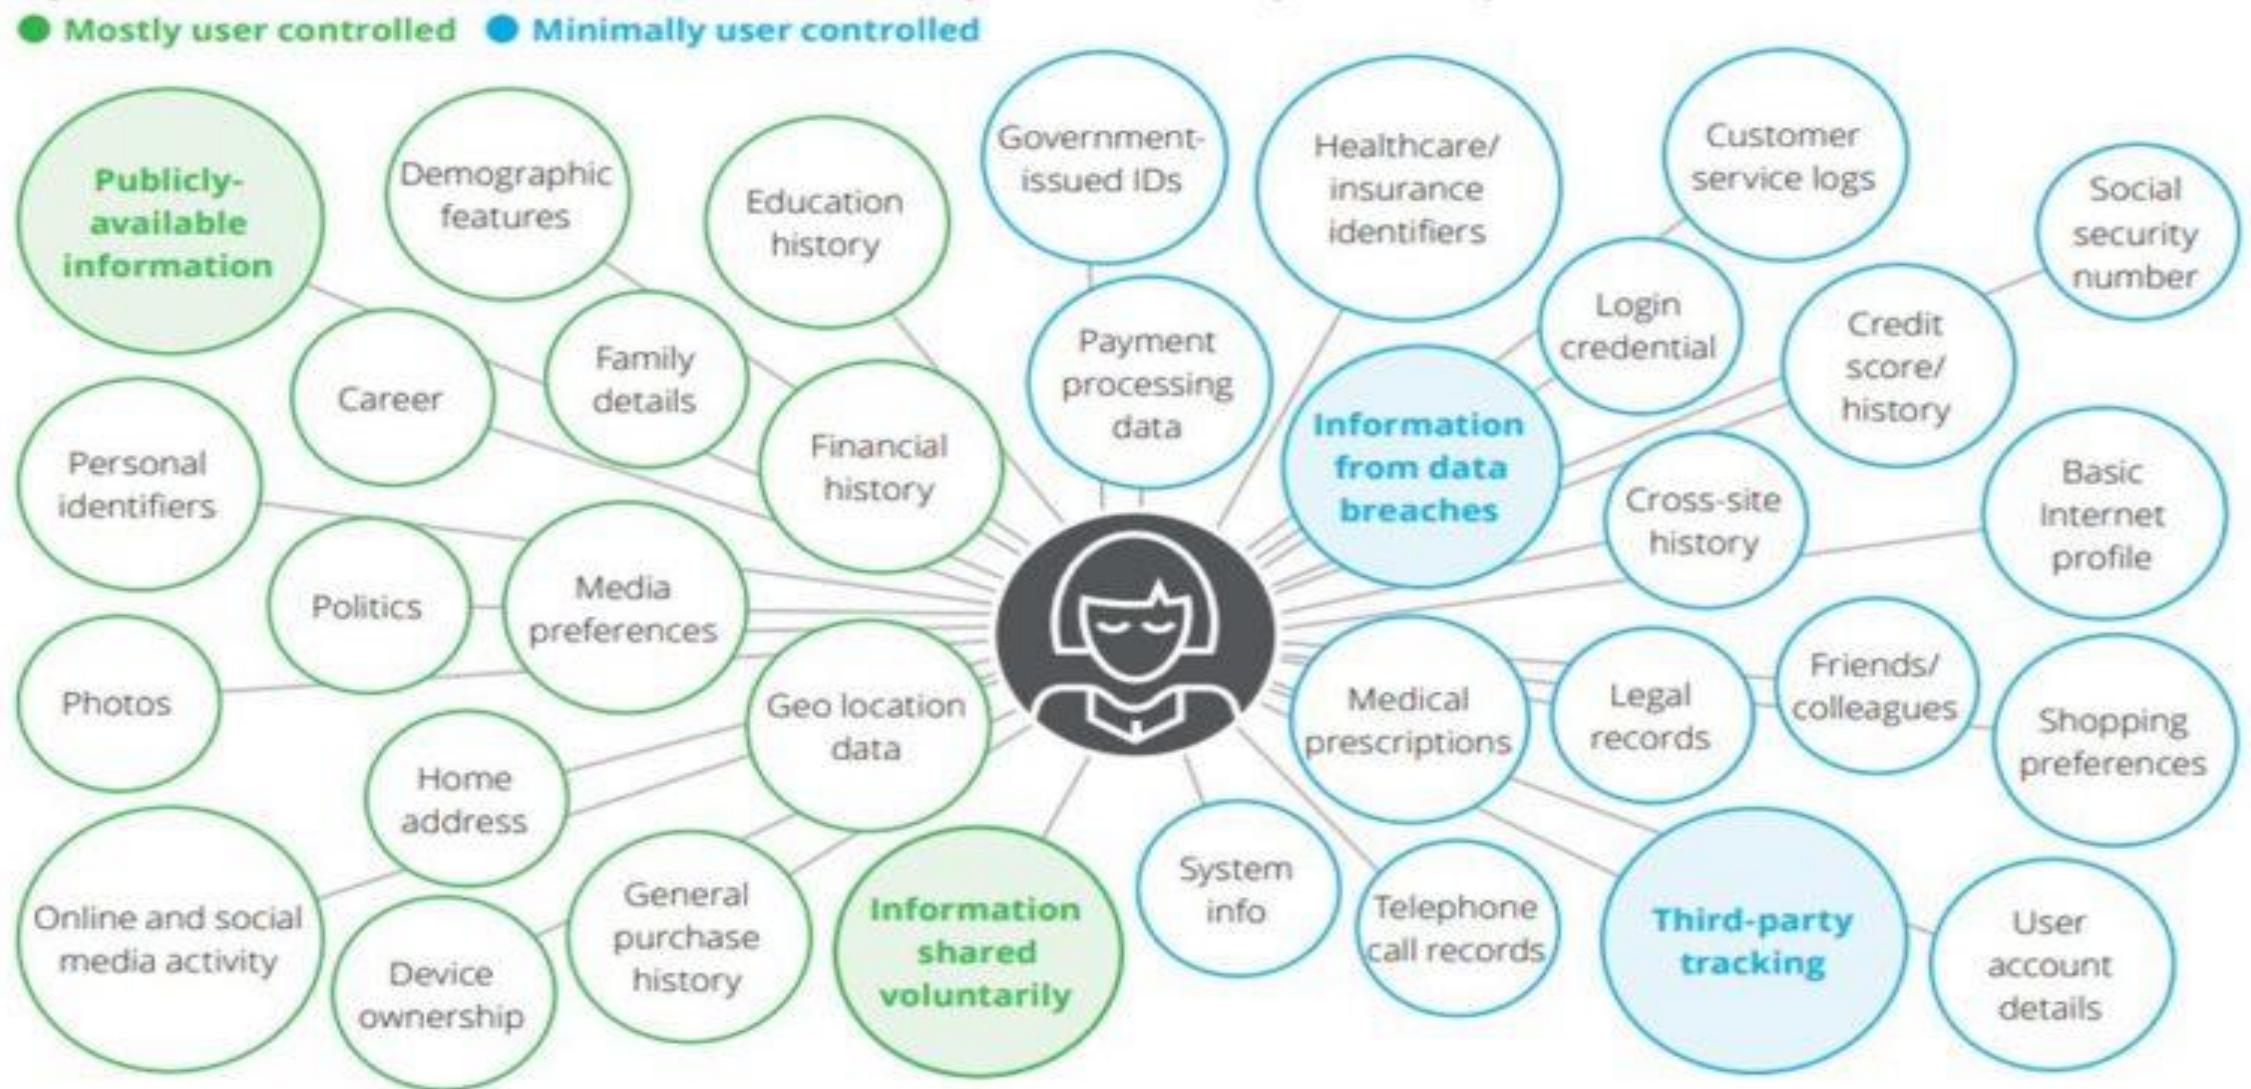 Mostly user controlled
Minimally user controlled
Publicly-
available
information
Demographic
features
Education
history
Government-
issued IDs
Healthcare/
insurance
identifiers
Customer
service logs
Social
security
number
Career
Family
details
Financial
history
Payment
processing
data
Information
from data
breaches
Login
credential
Credit
score/
history
Personal
identifiers
Politics
Media
preferences
Cross-site
history
Basic
Internet
profile
Photos
Home
address
Geo location
data
Medical
prescriptions
Legal
records
Friends/
colleagues
Shopping
preferences
Online and social
media activity
Device
ownership
General
purchase
history
Information
shared
voluntarily
System
info
Telephone
call records
Third-party
tracking
User
account
details